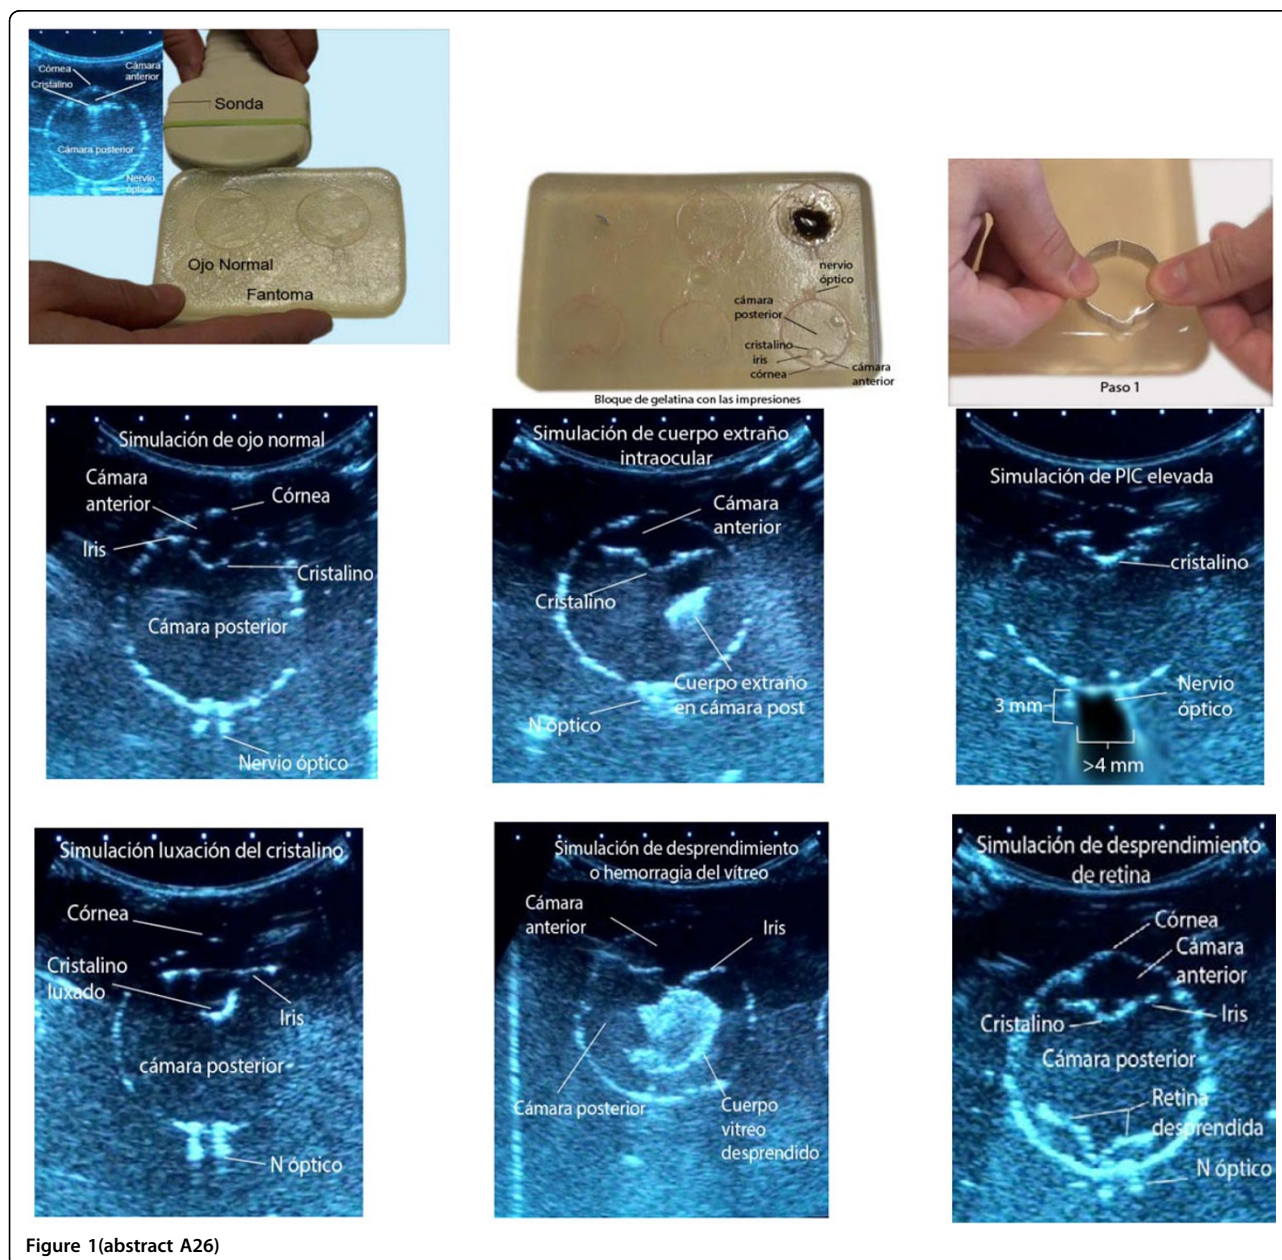 Córnea
Cámara
anterior
Cristalino
Sonda
Cámara posterior
Nervio
óptico
Ojo Normal
Fantoma
nervio
óptico
cámara
posterior
cristalino
iris
córnea
cámara
anterior
Bloque de gelatina con las impresiones
Paso 1
Simulación de ojo normal
Cámara
anterior
Córnea
Iris
Cristalino
Cámara posterior
Nervio óptico
Simulación de cuerpo extraño
intraocular
Cámara
anterior
Cristalino
Cuerpo extraño
en cámara post
N óptico
Simulación de PIC elevada
cristalino
Nervio
óptico
3 mm
>4 mm
Simulación luxación del cristalino
Córnea
Cristalino
luxado
Iris
cámara posterior
N óptico
Simulación de desprendimiento
o hemorragia del vítreo
Cámara
anterior
Iris
Cámara posterior
Cuerpo
vitreo
desprendido
Simulación de desprendimiento
de retina
Córnea
Cámara
anterior
Iris
Cristalino
Cámara posterior
Retina
desprendida
N óptico
Figure 1(abstract A26)